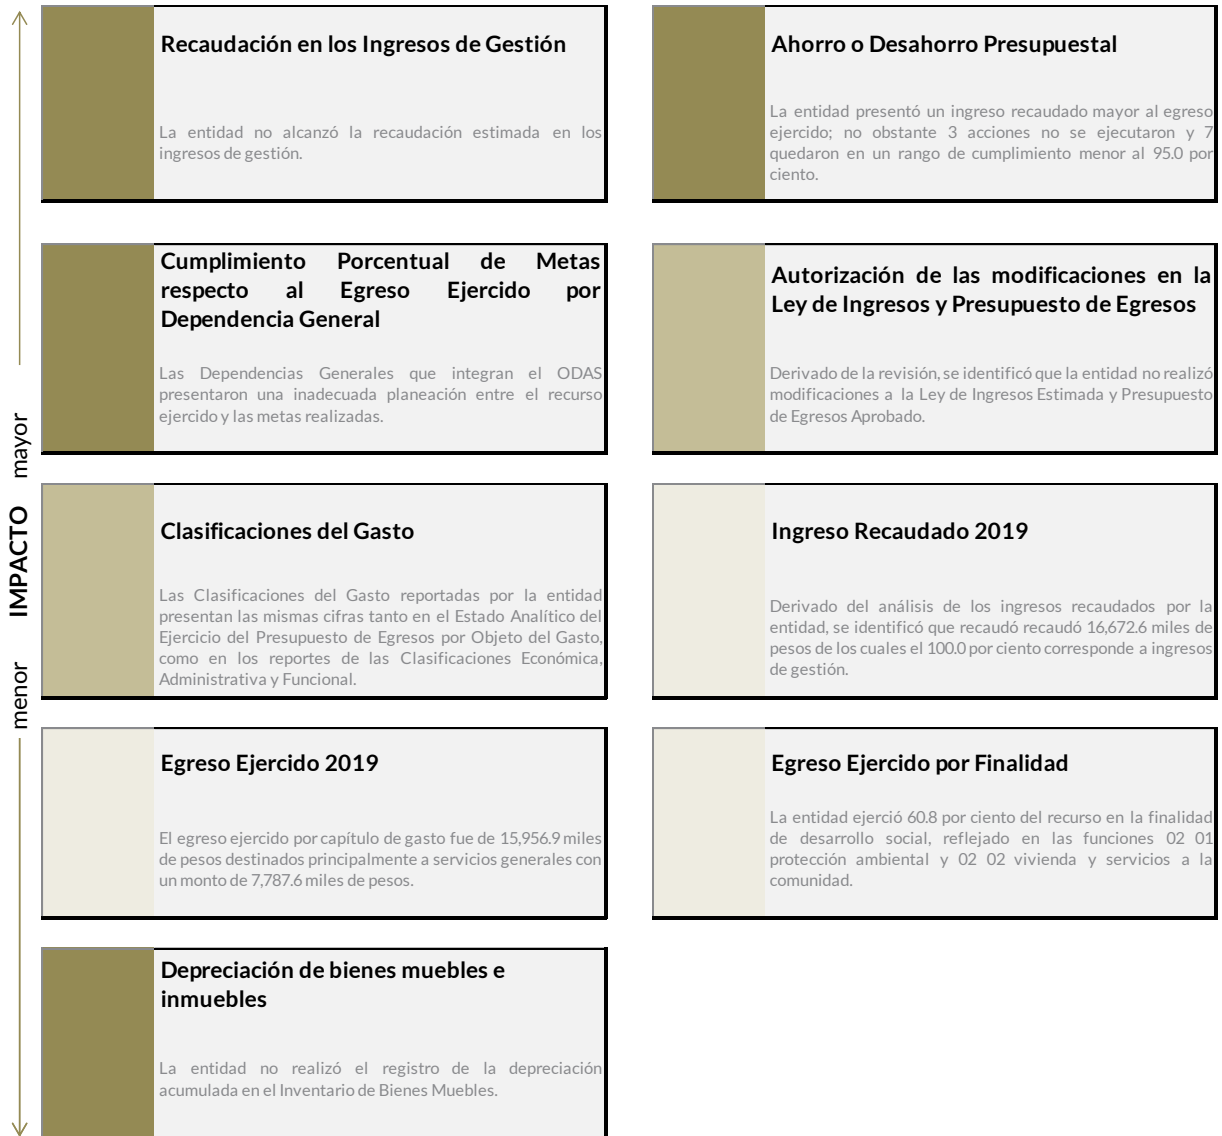 Recaudación en los Ingresos de Gestión
La entidad no alcanzó la recaudación estimada en los
ingresos de gestión.
Ahorro o Desahorro Presupuestal
La entidad presentó un ingreso recaudado mayor al egreso
ejercido; no obstante 3 acciones no se ejecutaron y 7
quedaron en un rango de cumplimiento menor al 95.0 por
ciento.
Cumplimiento Porcentual de Metas
respecto al Egreso Ejercido por
Dependencia General
Las Dependencias Generales que integran el ODAS
presentaron una inadecuada planeación entre el recurso
ejercido y las metas realizadas.
Autorización de las modificaciones en la
Ley de Ingresos y Presupuesto de Egresos
Derivado de la revisión, se identificó que la entidad no realizó
modificaciones a la Ley de Ingresos Estimada y Presupuesto
de Egresos Aprobado.
menor IMPACTO mayor
Clasificaciones del Gasto
Las Clasificaciones del Gasto reportadas por la entidad
presentan las mismas cifras tanto en el Estado Analítico del
Ejercicio del Presupuesto de Egresos por Objeto del Gasto,
como en los reportes de las Clasificaciones Económica,
Administrativa y Funcional.
Ingreso Recaudado 2019
Derivado del análisis de los ingresos recaudados por la
entidad, se identificó que recaudó recaudó 16,672.6 miles de
pesos de los cuales el 100.0 por ciento corresponde a ingresos
de gestión.
Egreso Ejercido 2019
El egreso ejercido por capítulo de gasto fue de 15,956.9 miles
de pesos destinados principalmente a servicios generales con
un monto de 7,787.6 miles de pesos.
Egreso Ejercido por Finalidad
La entidad ejerció 60.8 por ciento del recurso en la finalidad
de desarrollo social, reflejado en las funciones 02 01
protección ambiental y 02 02 vivienda y servicios a la
comunidad.
Depreciación de bienes muebles e
inmuebles
La entidad no realizó el registro de la depreciación
acumulada en el Inventario de Bienes Muebles.